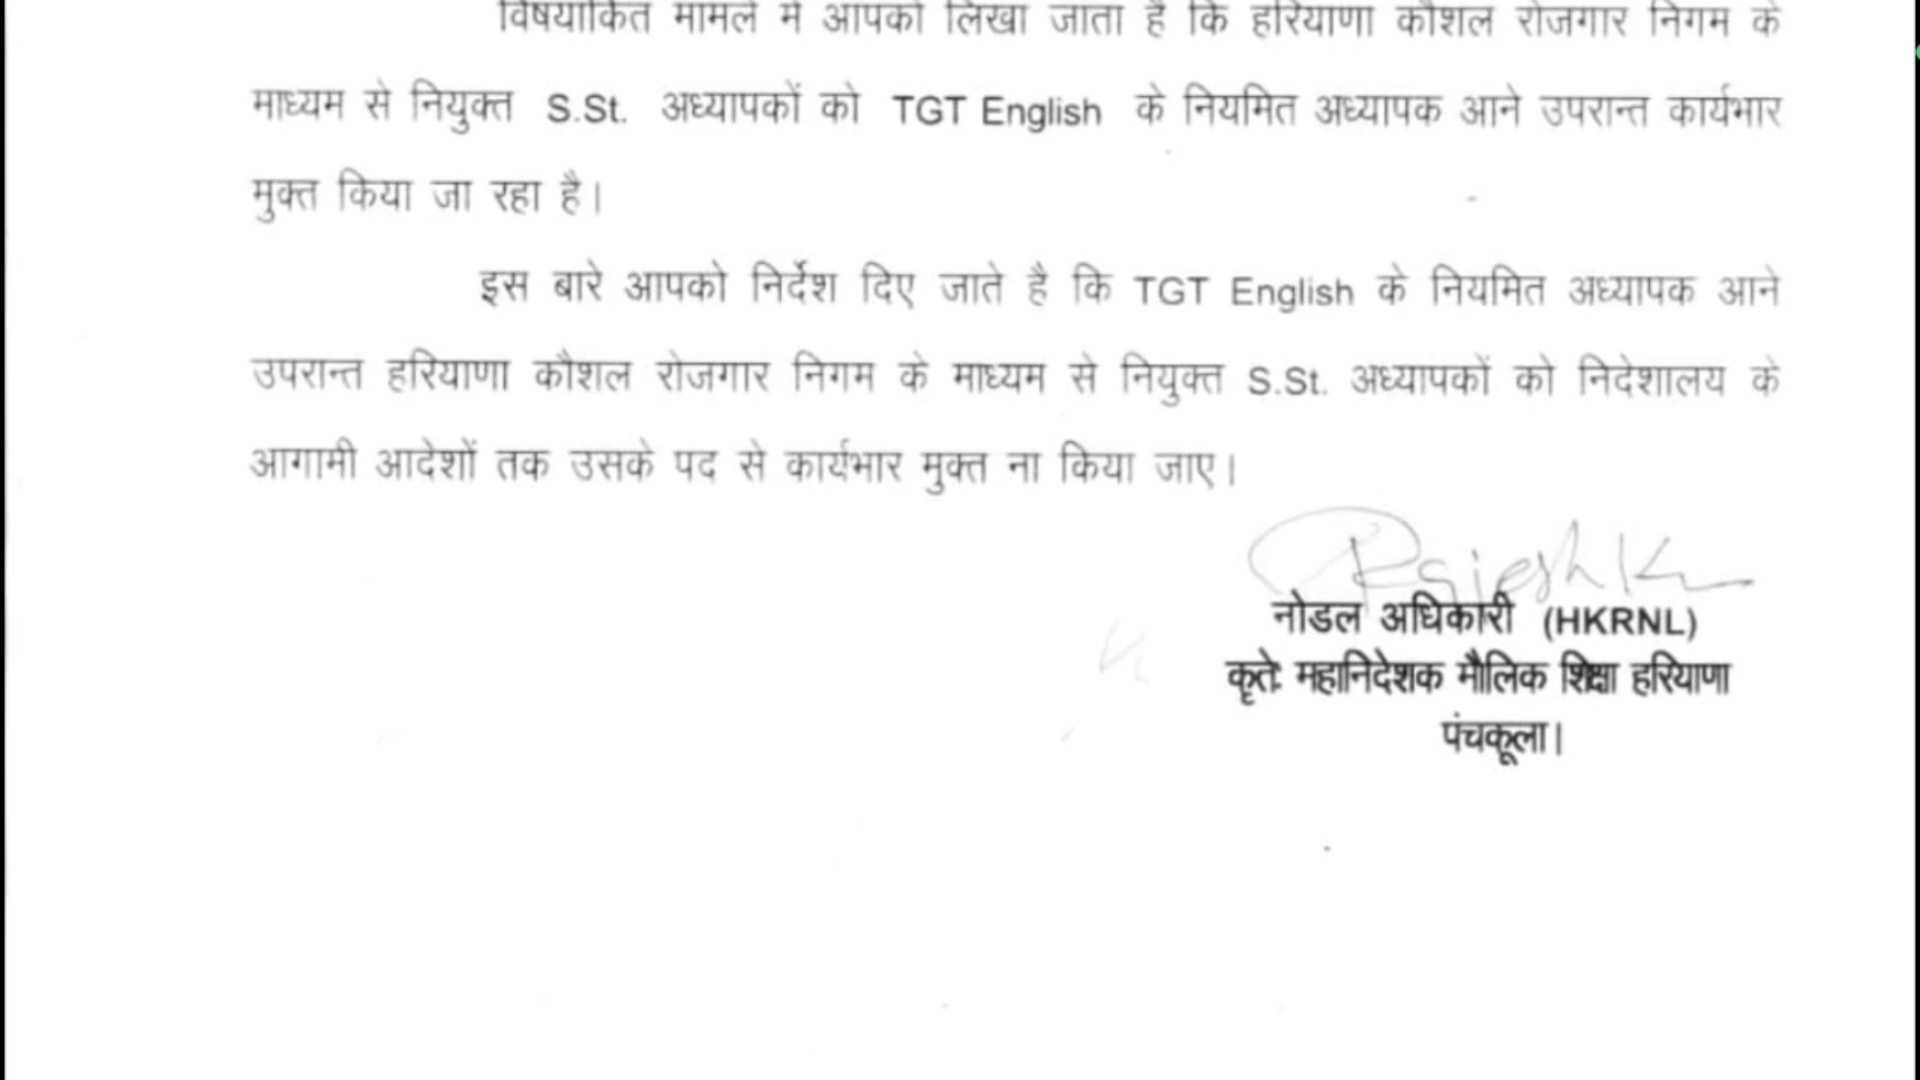 विषयांकित मामले में आपको लिखा जाता है कि हरियाणा कौशल रोजगार निगम के
माध्यम से नियुक्त S.St. अध्यापकों को TGT English के नियमित अध्यापक आने उपरान्त कार्यभार
मुक्त किया जा रहा है।
इस बारे आपको निर्देश दिए जाते है कि TGT English के नियमित अध्यापक आने
उपरान्त हरियाणा कौशल रोजगार निगम के माध्यम से नियुक्त S.St. अध्यापकों को निदेशालय के
आगामी आदेशों तक उसके पद से कार्यभार मुक्त ना किया जाए।
Rajesh K
नोडल अधिकारी (HKRNL)
कृतेः महानिदेशक मौलिक शिक्षा हरियाणा
पंचकूला।